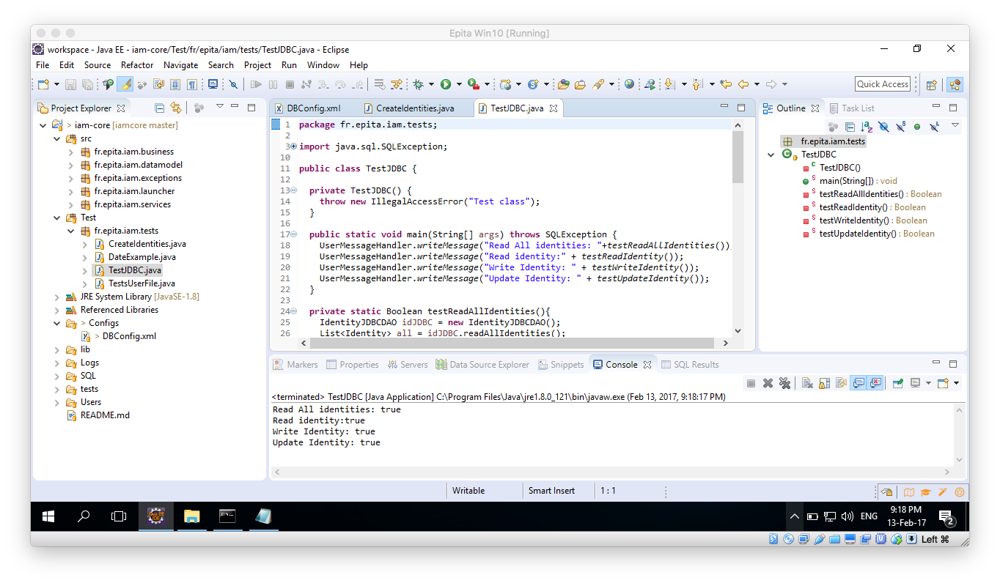 Epita Win10 [Running]
workspace - Java EE - iam-core/Test/fr/epita/iam/tests/TestJDBC.java - Eclipse
File Edit Source Refactor Navigate Search Project Run Window Help
Quick Access
Project Explorer
> iam-core [iamcore master]
src
fr.epita.iam.business
fr.epita.iam.datamodel
fr.epita.iam.exceptions
fr.epita.iam.launcher
fr.epita.iam.services
Test
fr.epita.iam.tests
CreateIdentities.java
DateExample.java
TestJDBC.java
TestsUserFile.java
JRE System Library [JavaSE-1.8]
Referenced Libraries
> Configs
> DBConfig.xml
lib
Logs
SQL
tests
Users
README.md
DBConfig.xml CreateIdentities.java TestJDBC.java
1 package fr.epita.iam.tests;
2
3 import java.sql.SQLException;
10
11 public class TestJDBC {
12
13 private TestJDBC() {
14 throw new IllegalAccessError("Test class");
15 }
16
17 public static void main(String[] args) throws SQLException {
18 UserMessageHandler.writeMessage("Read All identities: "+testReadAllIdentities())
19 UserMessageHandler.writeMessage("Read identity:" + testReadIdentity());
20 UserMessageHandler.writeMessage("Write Identity: " + testWriteIdentity());
21 UserMessageHandler.writeMessage("Update Identity: " + testUpdateIdentity());
22 }
23
24 private static Boolean testReadAllIdentities(){
25 IdentityJDBCDAO idJDBC = new IdentityJDBCDAO();
26 List<Identity> all = idJDBC.readAllIdentities();
Outline Task List
fr.epita.iam.tests
TestJDBC
TestJDBC()
main(String[]) : void
testReadAllIdentities() : Boolean
testReadIdentity() : Boolean
testWriteIdentity() : Boolean
testUpdateIdentity() : Boolean
Markers Properties Servers Data Source Explorer Snippets Console SQL Results
<terminated> TestJDBC [Java Application] C:\Program Files\Java\jre1.8.0_121\bin\javaw.exe (Feb 13, 2017, 9:18:17 PM)
Read All identities: true
Read identity:true
Write Identity: true
Update Identity: true
Writable Smart Insert 1 : 1
ENG
9:18 PM
13-Feb-17
2
Left ⌘